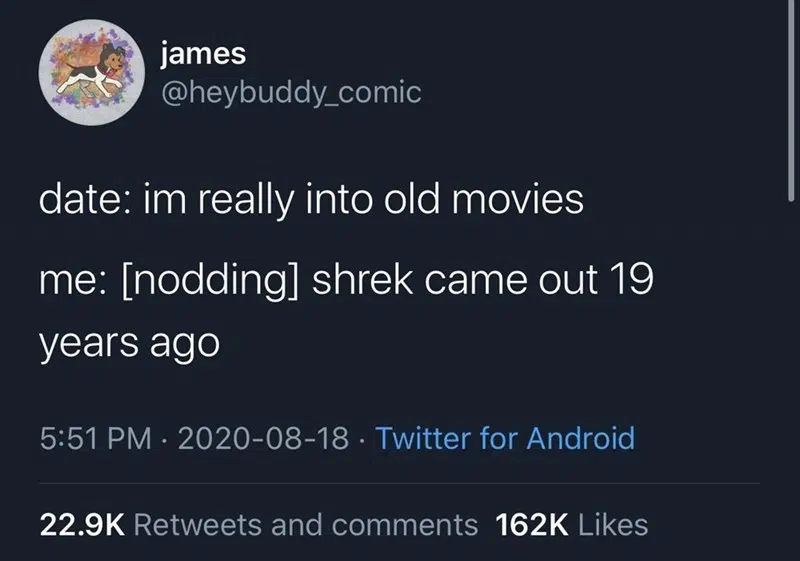 james
@heybuddy_comic
date: im really into old movies
me: [nodding] shrek came out 19
years ago
5:51 PM · 2020-08-18 · Twitter for Android
22.9K Retweets and comments 162K Likes